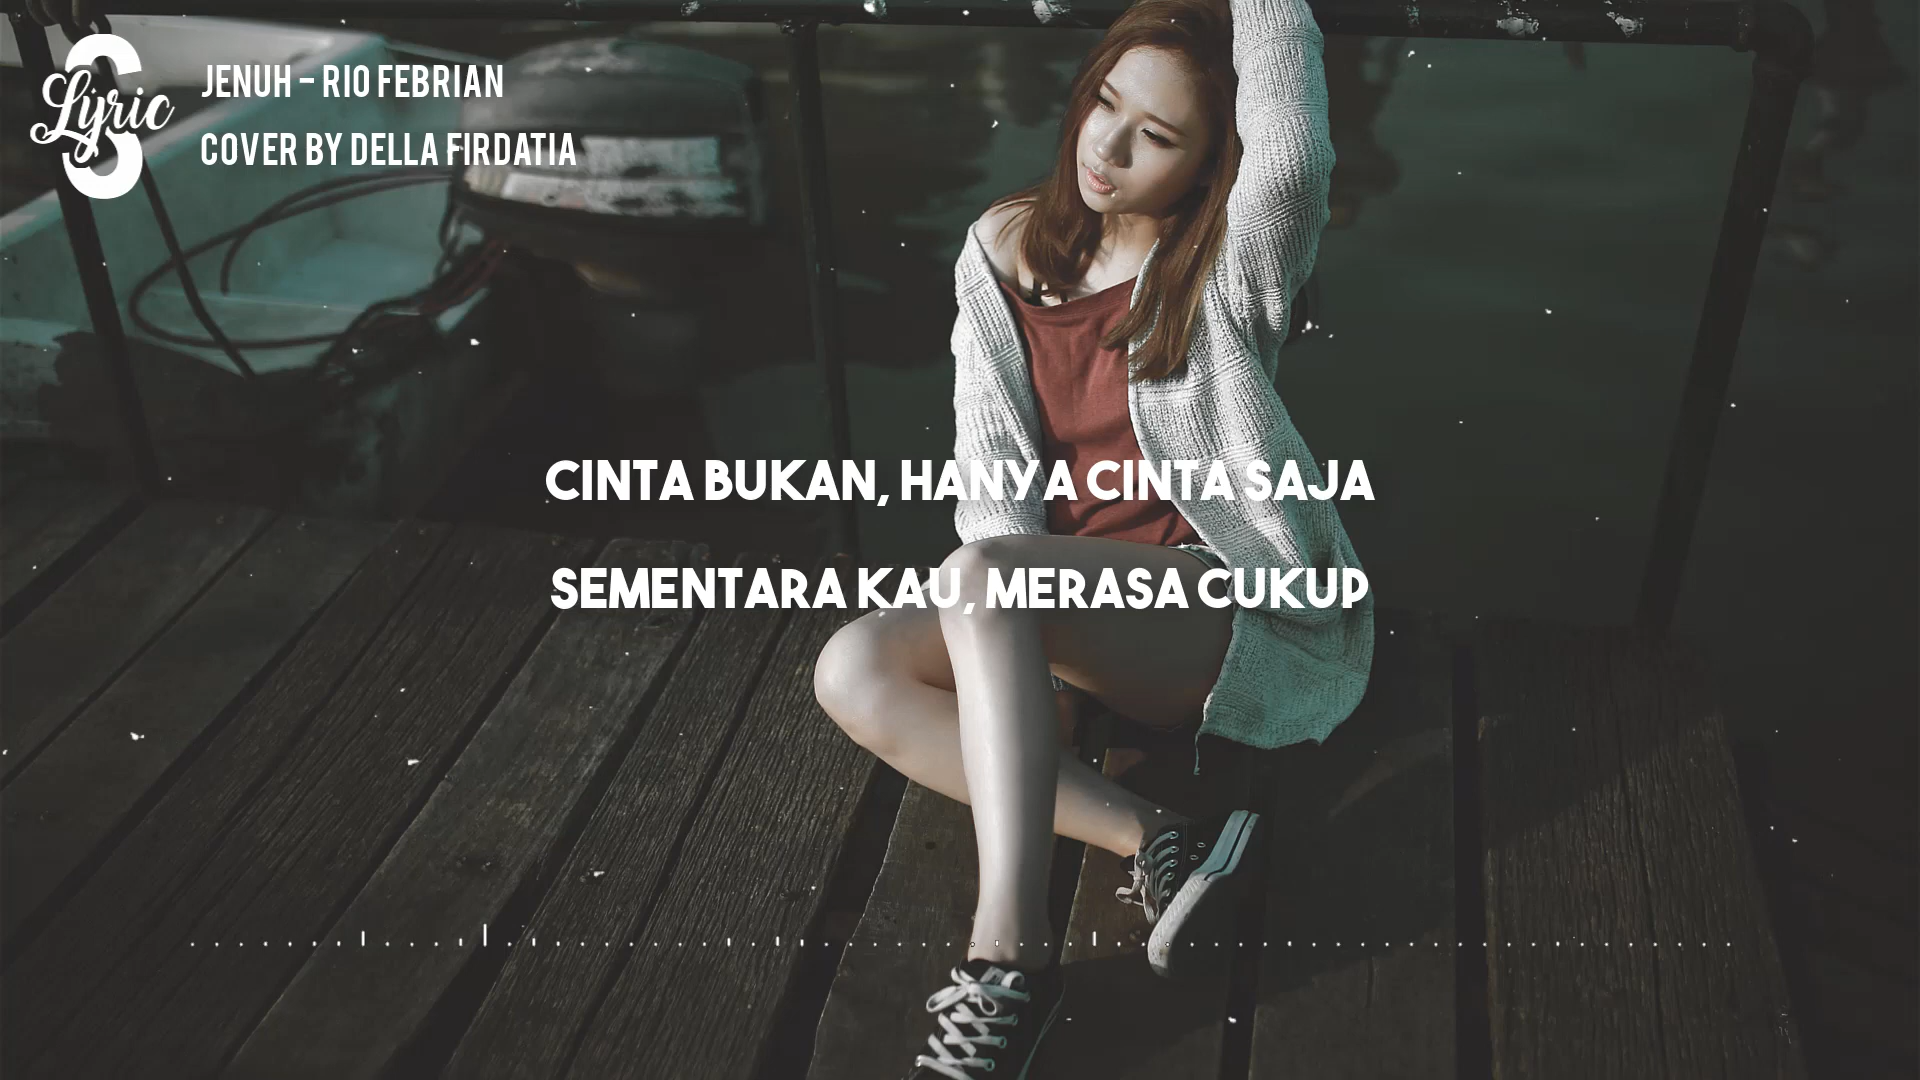 Lyric
S
JENUH - RIO FEBRIAN
COVER BY DELLA FIRDATIA
CINTA BUKAN, HANYA CINTA SAJA
SEMENTARA KAU, MERASA CUKUP